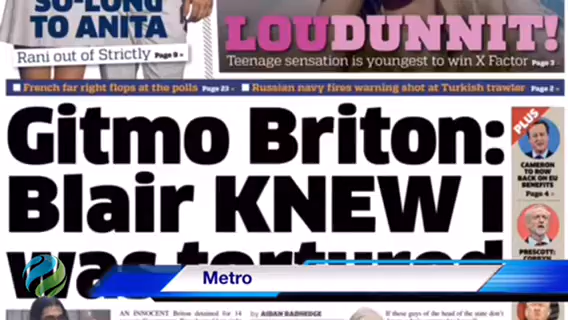 SO-LONG
TO ANITA
Rani out of Strictly Page 9 »
LOUDUNNIT!
Teenage sensation is youngest to win X Factor Page 3
French far right flops at the polls Page 23 »
Russian navy fires warning shot at Turkish trawler Page 2 »
Gitmo Briton:
Blair KNEW I
was tortured
PLUS
CAMERON
TO ROW
BACK ON EU
BENEFITS
Page 4 »
PRESCOTT:
CORBYN
Metro
AN INNOCENT Briton detained for 14
by AIDAN RADNEDGE
If these guys of the head of the state don't